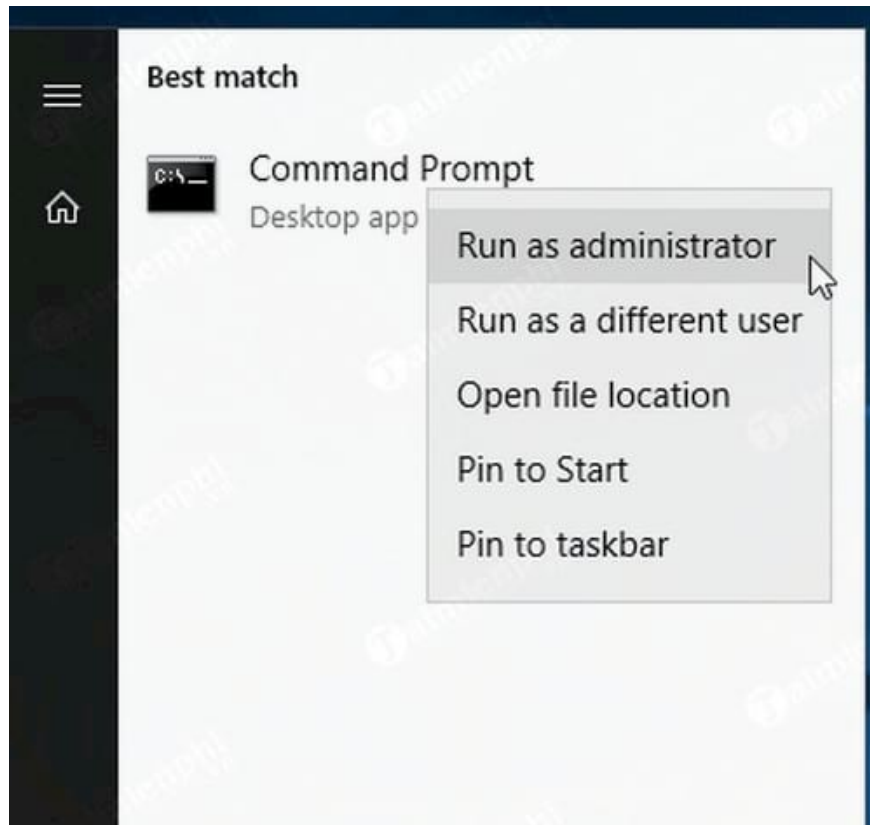 Best match
C:\
Command Prompt
Desktop app
Run as administrator
Run as a different user
Open file location
Pin to Start
Pin to taskbar